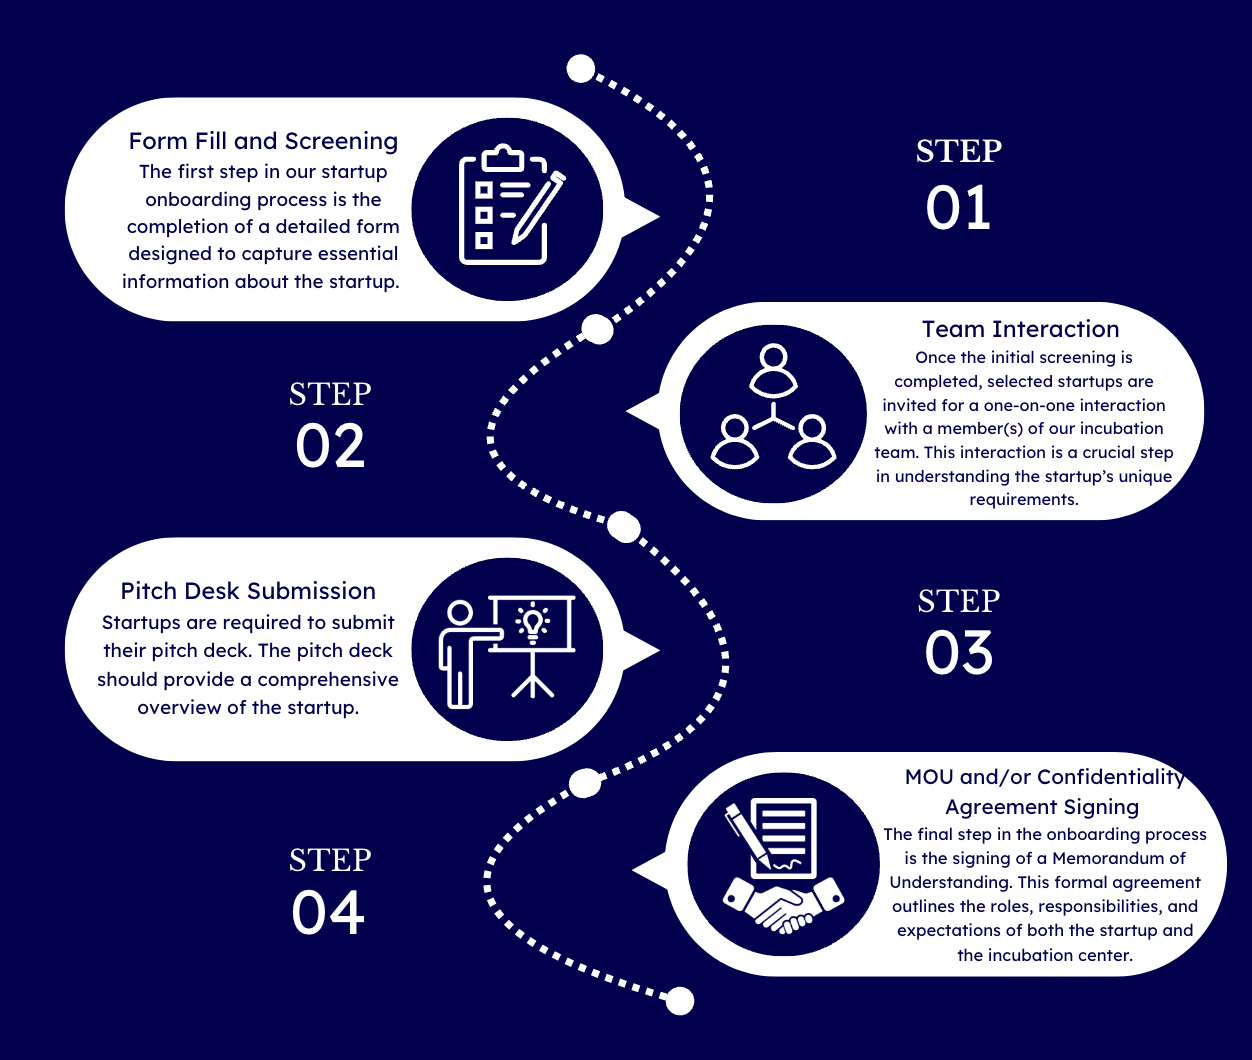 Form Fill and Screening
The first step in our startup
onboarding process is the
completion of a detailed form
designed to capture essential
information about the startup.
STEP
01
Team Interaction
Once the initial screening is
completed, selected startups are
invited for a one-on-one interaction
with a member(s) of our incubation
team. This interaction is a crucial step
in understanding the startup’s unique
requirements.
STEP
02
Pitch Desk Submission
Startups are required to submit
their pitch deck. The pitch deck
should provide a comprehensive
overview of the startup.
STEP
03
MOU and/or Confidentiality
Agreement Signing
The final step in the onboarding process
is the signing of a Memorandum of
Understanding. This formal agreement
outlines the roles, responsibilities, and
expectations of both the startup and
the incubation center.
STEP
04